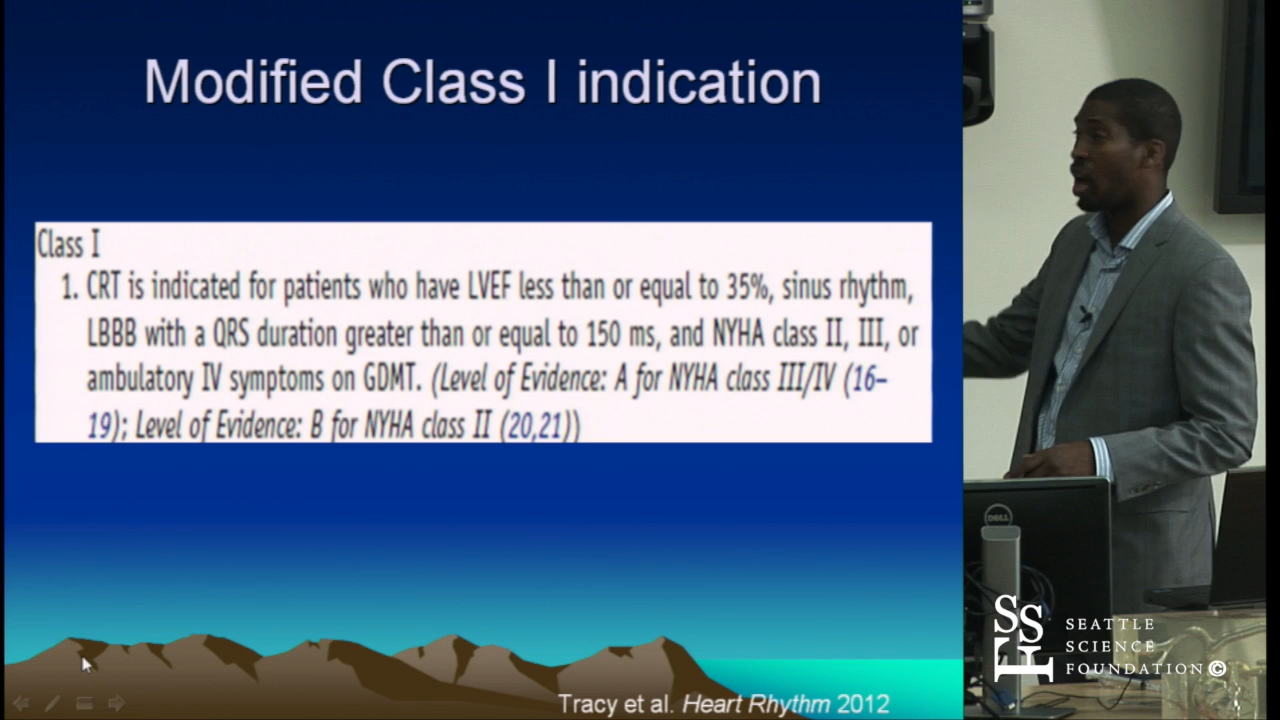 Modified Class I indication
Class I
1. CRT is indicated for patients who have LVEF less than or equal to 35%, sinus rhythm,
LBBB with a QRS duration greater than or equal to 150 ms, and NYHA class II, III, or
ambulatory IV symptoms on GDMT. (Level of Evidence: A for NYHA class III/IV (16–
19); Level of Evidence: B for NYHA class II (20,21))
Tracy et al. Heart Rhythm 2012
DELL
SSF
SEATTLE
SCIENCE
FOUNDATION©